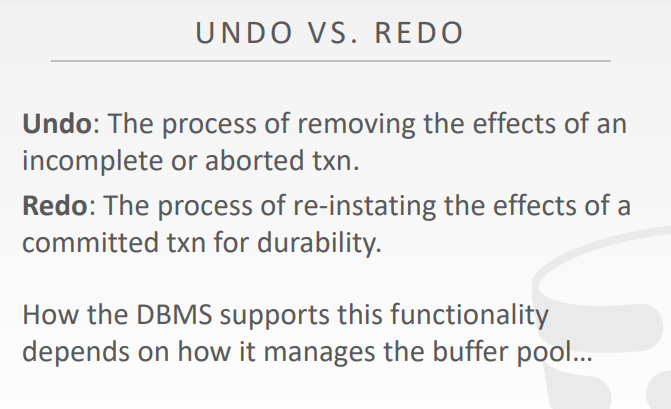 UNDO VS. REDO
Undo: The process of removing the effects of an
incomplete or aborted txn.
Redo: The process of re-instating the effects of a
committed txn for durability.
How the DBMS supports this functionality
depends on how it manages the buffer pool…